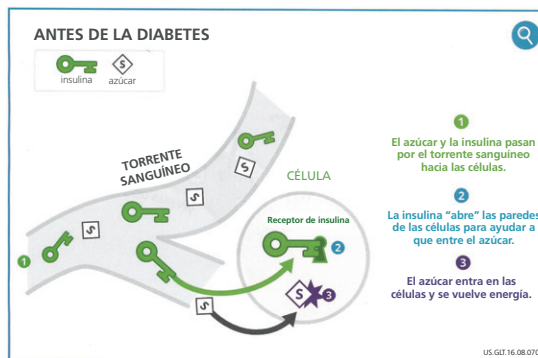 ANTES DE LA DIABETES
S
insulina
azúcar
TORRENTE
SANGUÍNEO
CÉLULA
Receptor de insulina
S
S
S
S
S
1
2
3
1
El azúcar y la insulina pasan
por el torrente sanguíneo
hacia las células.
2
La insulina “abre” las paredes
de las células para ayudar a
que entre el azúcar.
3
El azúcar entra en las
células y se vuelve energía.
US.GLT.16.08.070